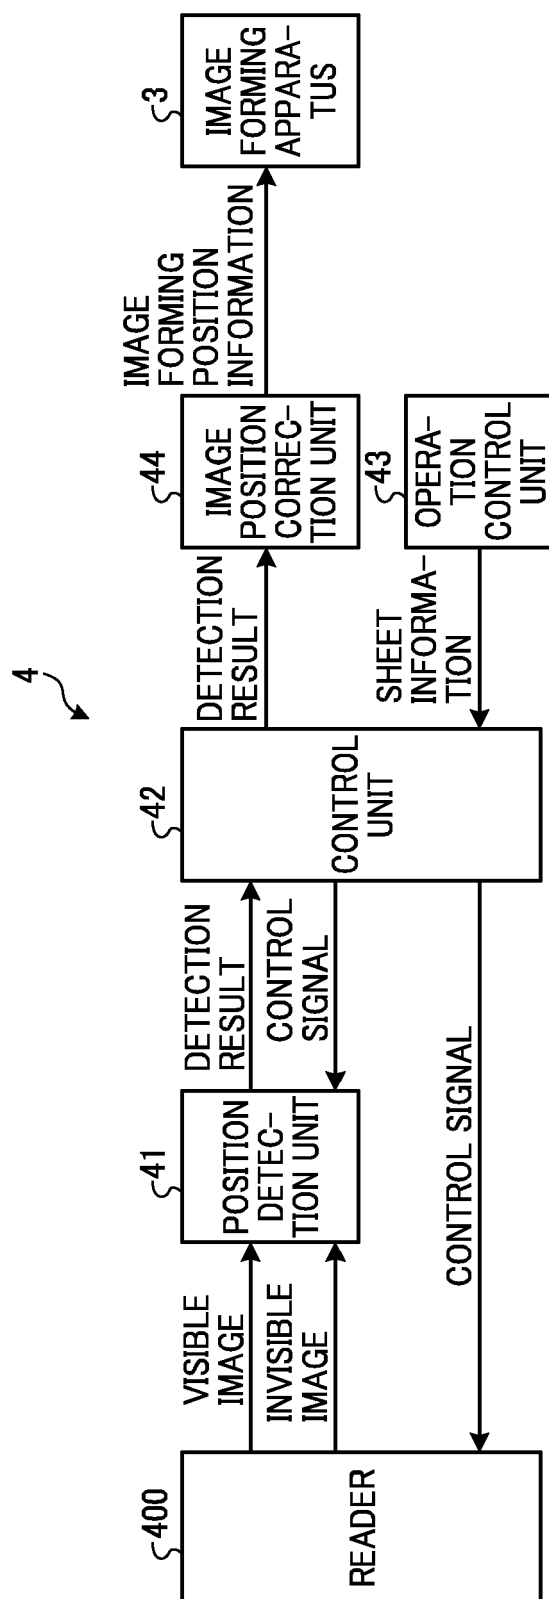 4
400
READER
VISIBLE
IMAGE
INVISIBLE
IMAGE
41
POSITION
DETEC-
TION UNIT
DETECTION
RESULT
CONTROL
SIGNAL
CONTROL SIGNAL
42
CONTROL
UNIT
DETECTION
RESULT
SHEET
INFORMA-
TION
44
IMAGE
POSITION
CORREC-
TION UNIT
43
OPERA-
TION
CONTROL
UNIT
IMAGE
FORMING
POSITION
INFORMATION
3
IMAGE
FORMING
APPARA-
TUS